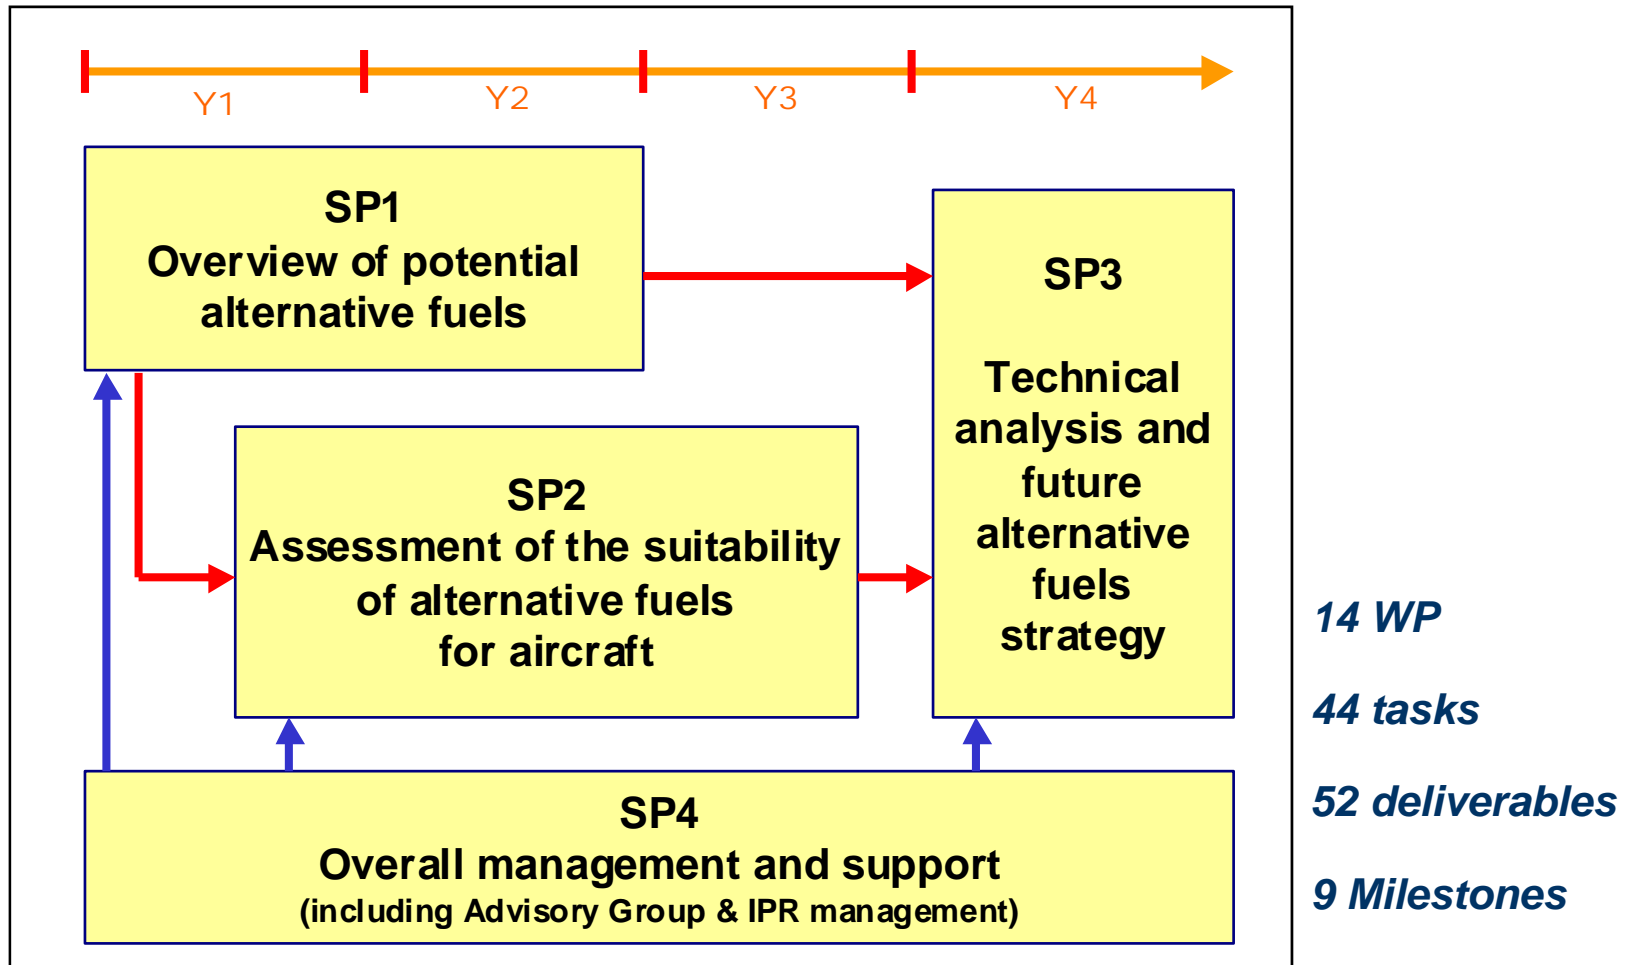 Y1
Y2
Y3
Y4
SP1
Overview of potential
alternative fuels
SP2
Assessment of the suitability
of alternative fuels
for aircraft
SP3
Technical
analysis and
future
alternative
fuels
strategy
SP4
Overall management and support
(including Advisory Group & IPR management)
14 WP
44 tasks
52 deliverables
9 Milestones